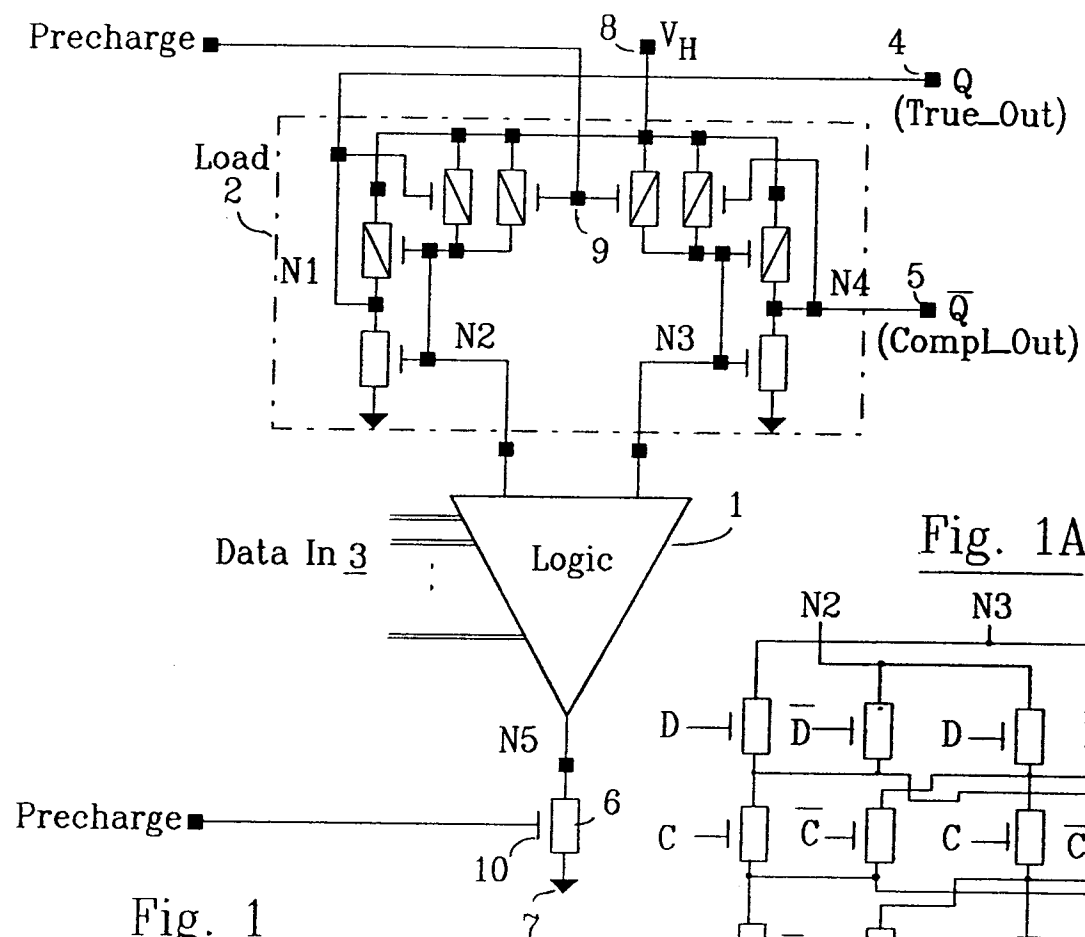 Precharge
8
V_H
4
Q
(True_Out)
Load
2
9
N1
N4
5
Q̅
(Compl_Out)
N2
N3
1
Data In 3
Logic
Fig. 1A
N2
N3
N5
D
D̅
D
Precharge
6
10
C
C̅
C
C̅
7
Fig. 1